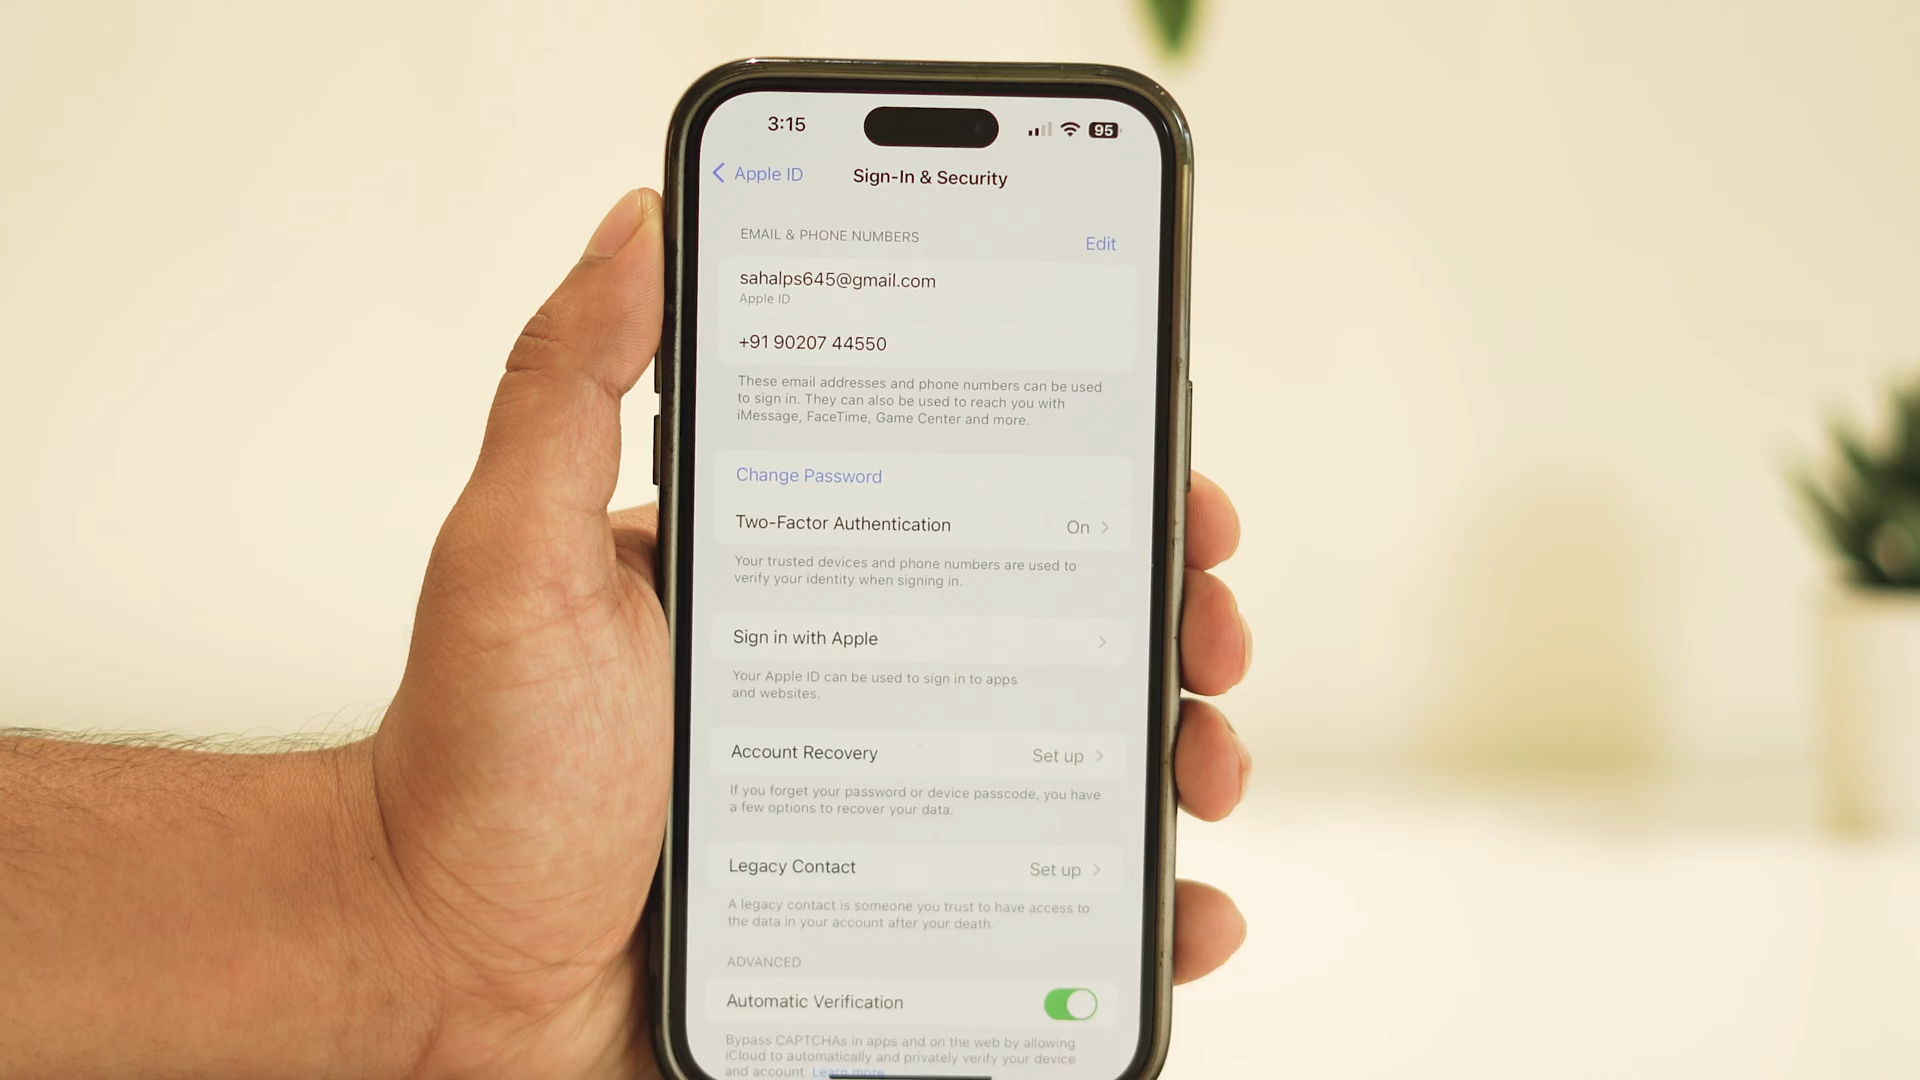 3:15
95
Apple ID
Sign-In & Security
EMAIL & PHONE NUMBERS
Edit
sahalps645@gmail.com
Apple ID
+91 90207 44550
These email addresses and phone numbers can be used
to sign in. They can also be used to reach you with
iMessage, FaceTime, Game Center and more.
Change Password
Two-Factor Authentication
On
Your trusted devices and phone numbers are used to
verify your identity when signing in.
Sign in with Apple
Your Apple ID can be used to sign in to apps
and websites.
Account Recovery
Set up
If you forget your password or device passcode, you have
a few options to recover your data.
Legacy Contact
Set up
A legacy contact is someone you trust to have access to
the data in your account after your death.
ADVANCED
Automatic Verification
Bypass CAPTCHAs in apps and on the web by allowing
iCloud to automatically and privately verify your device
and account. Learn more